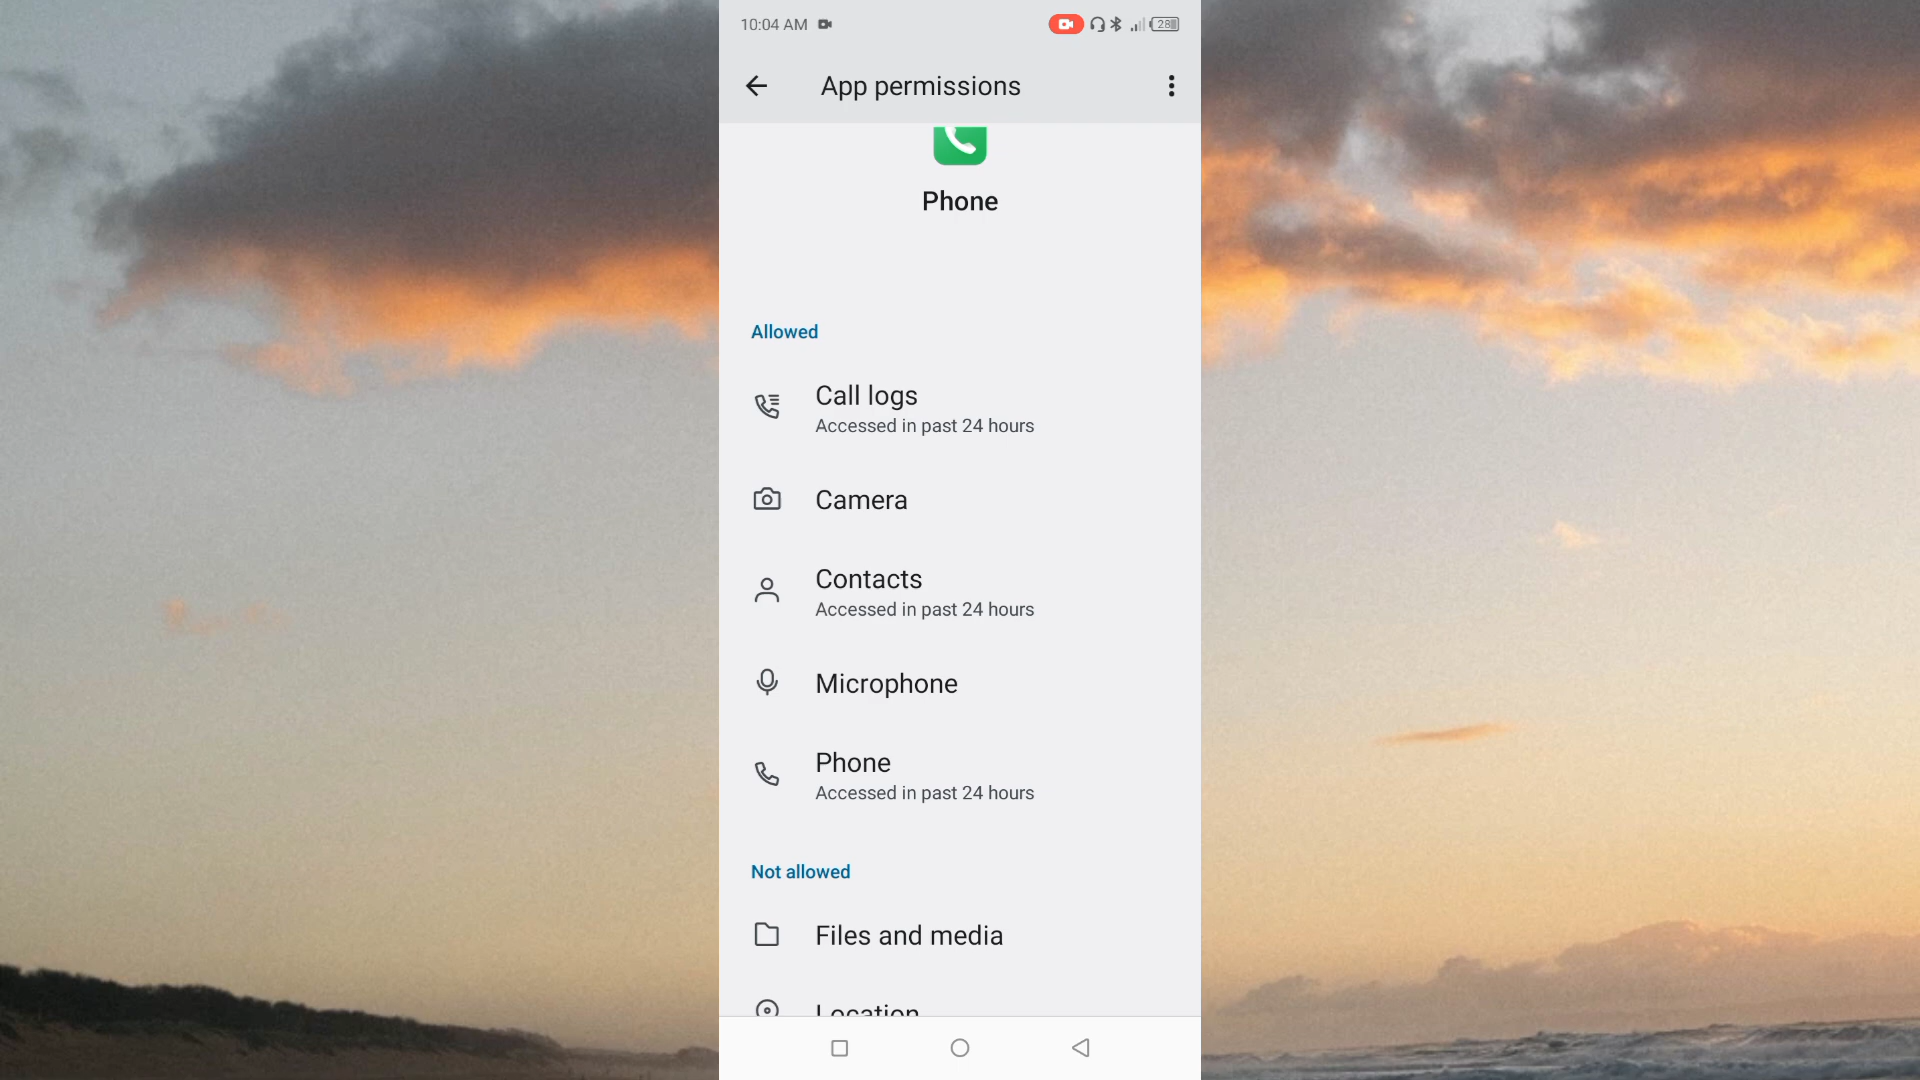 10:04 AM
28
App permissions
Phone
Allowed
Call logs
Accessed in past 24 hours
Camera
Contacts
Accessed in past 24 hours
Microphone
Phone
Accessed in past 24 hours
Not allowed
Files and media
Location